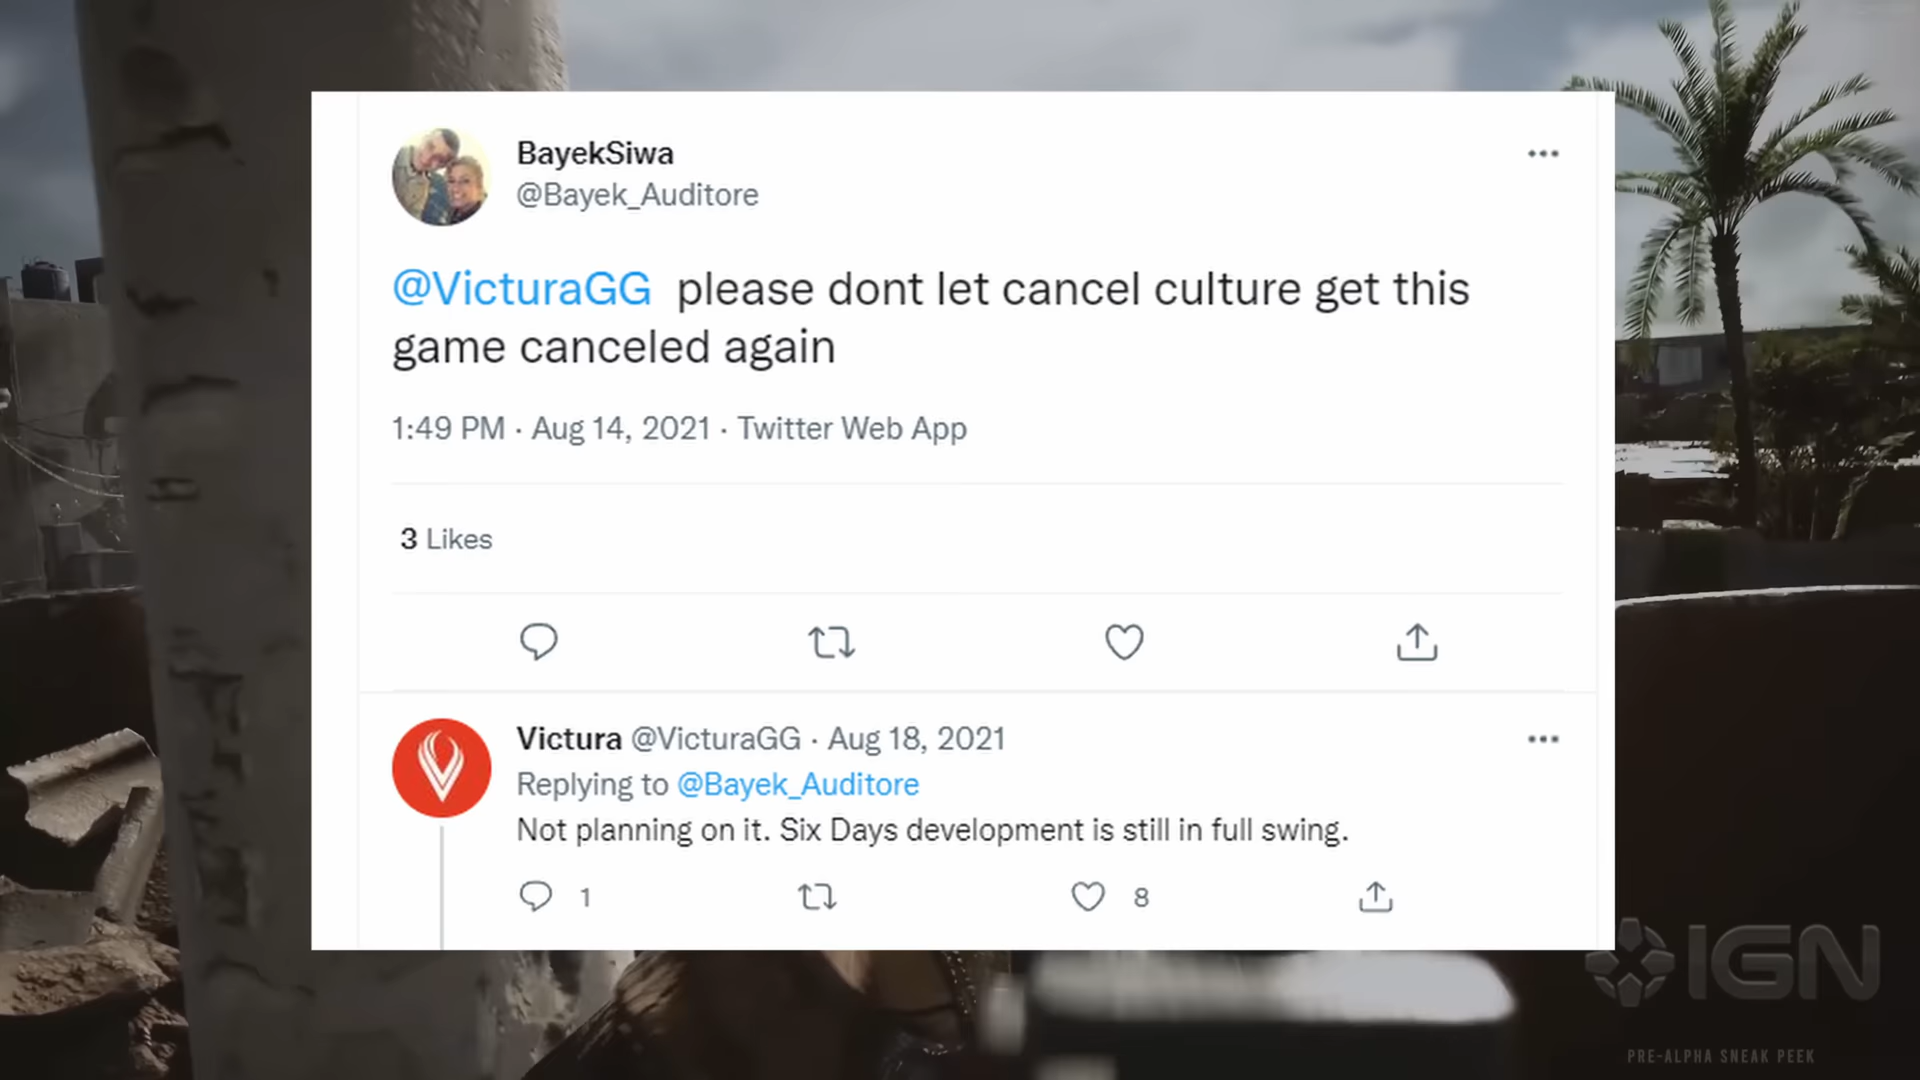 BayekSiwa
@Bayek_Auditore
@VicturaGG please dont let cancel culture get this
game canceled again
1:49 PM · Aug 14, 2021 · Twitter Web App
3 Likes
Victura @VicturaGG · Aug 18, 2021
Replying to @Bayek_Auditore
Not planning on it. Six Days development is still in full swing.
1 8
IGN
PRE-ALPHA SNEAK PEEK